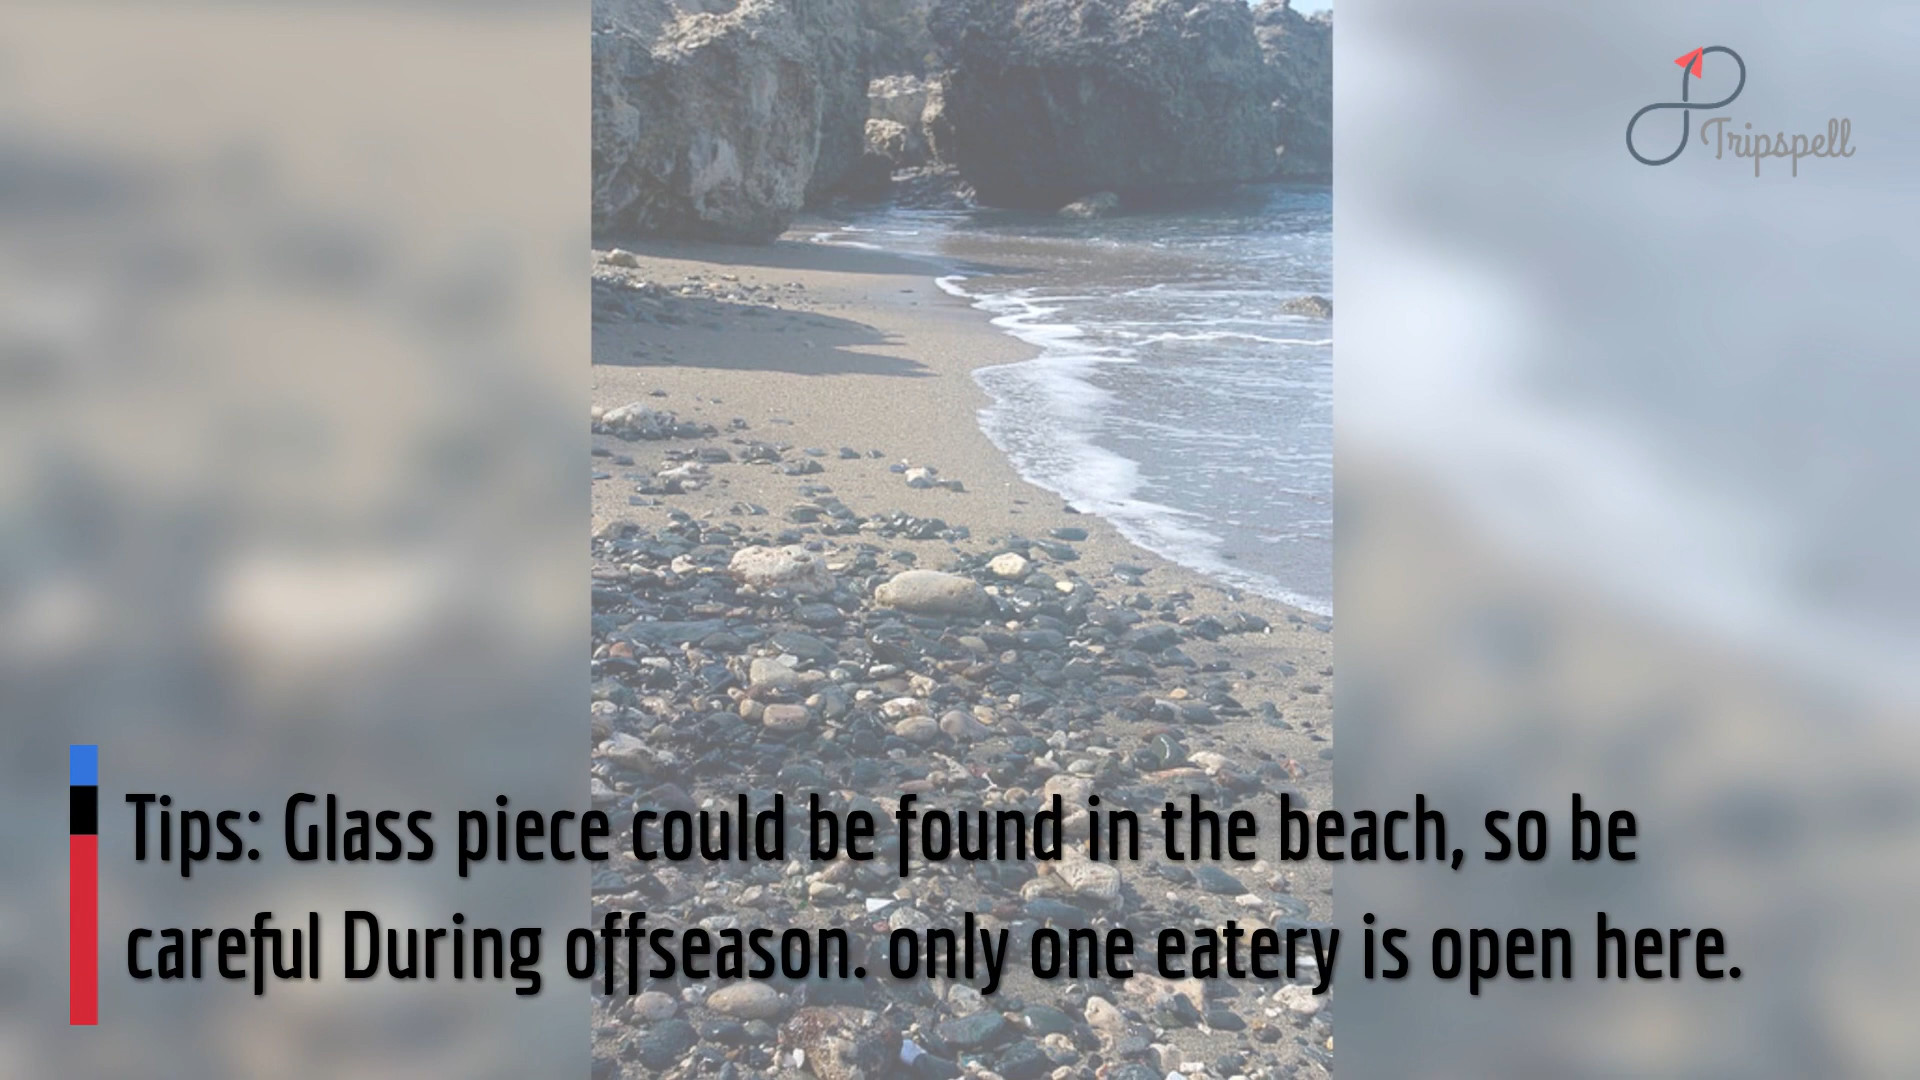 Tripspell
Tips: Glass piece could be found in the beach, so be
careful During offseason. only one eatery is open here.